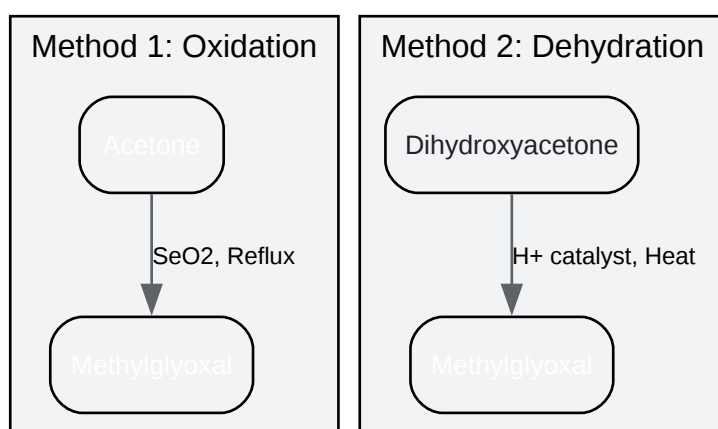 Method 1: Oxidation
Acetone
SeO2, Reflux
Methylglyoxal
Method 2: Dehydration
Dihydroxyacetone
H+ catalyst, Heat
Methylglyoxal